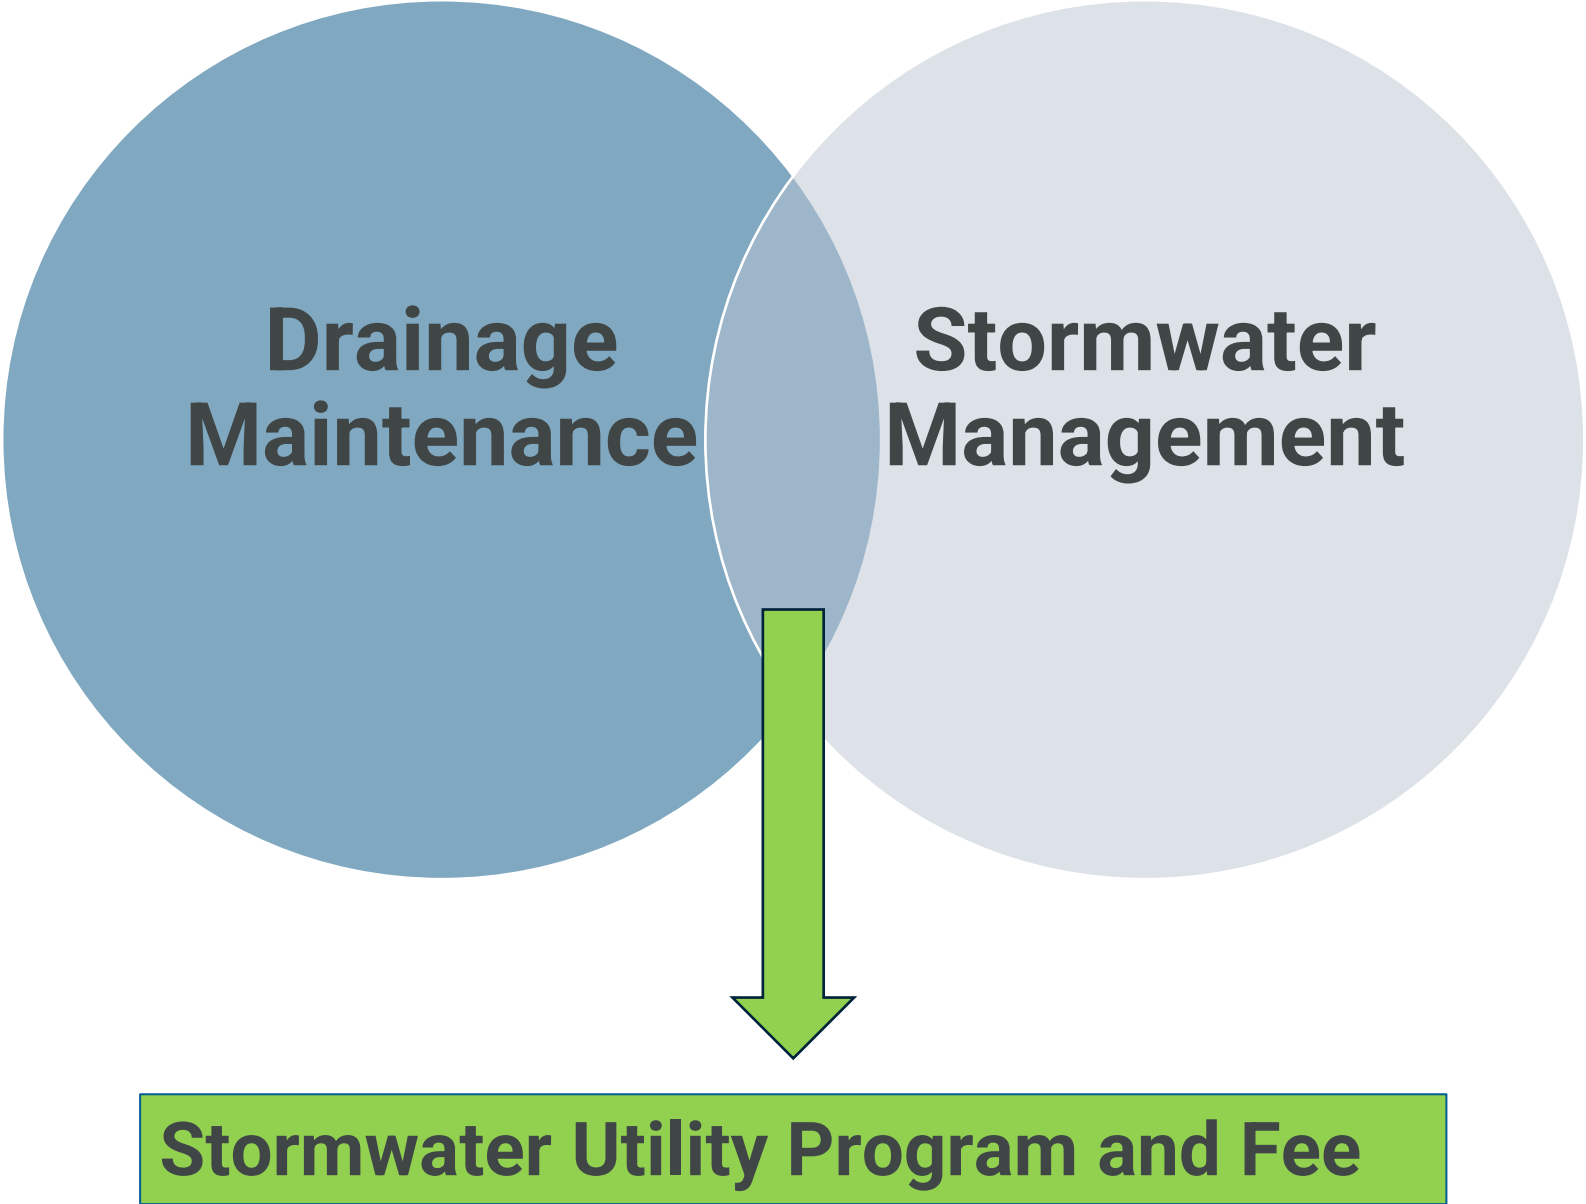 Drainage
Maintenance
Stormwater
Management
Stormwater Utility Program and Fee